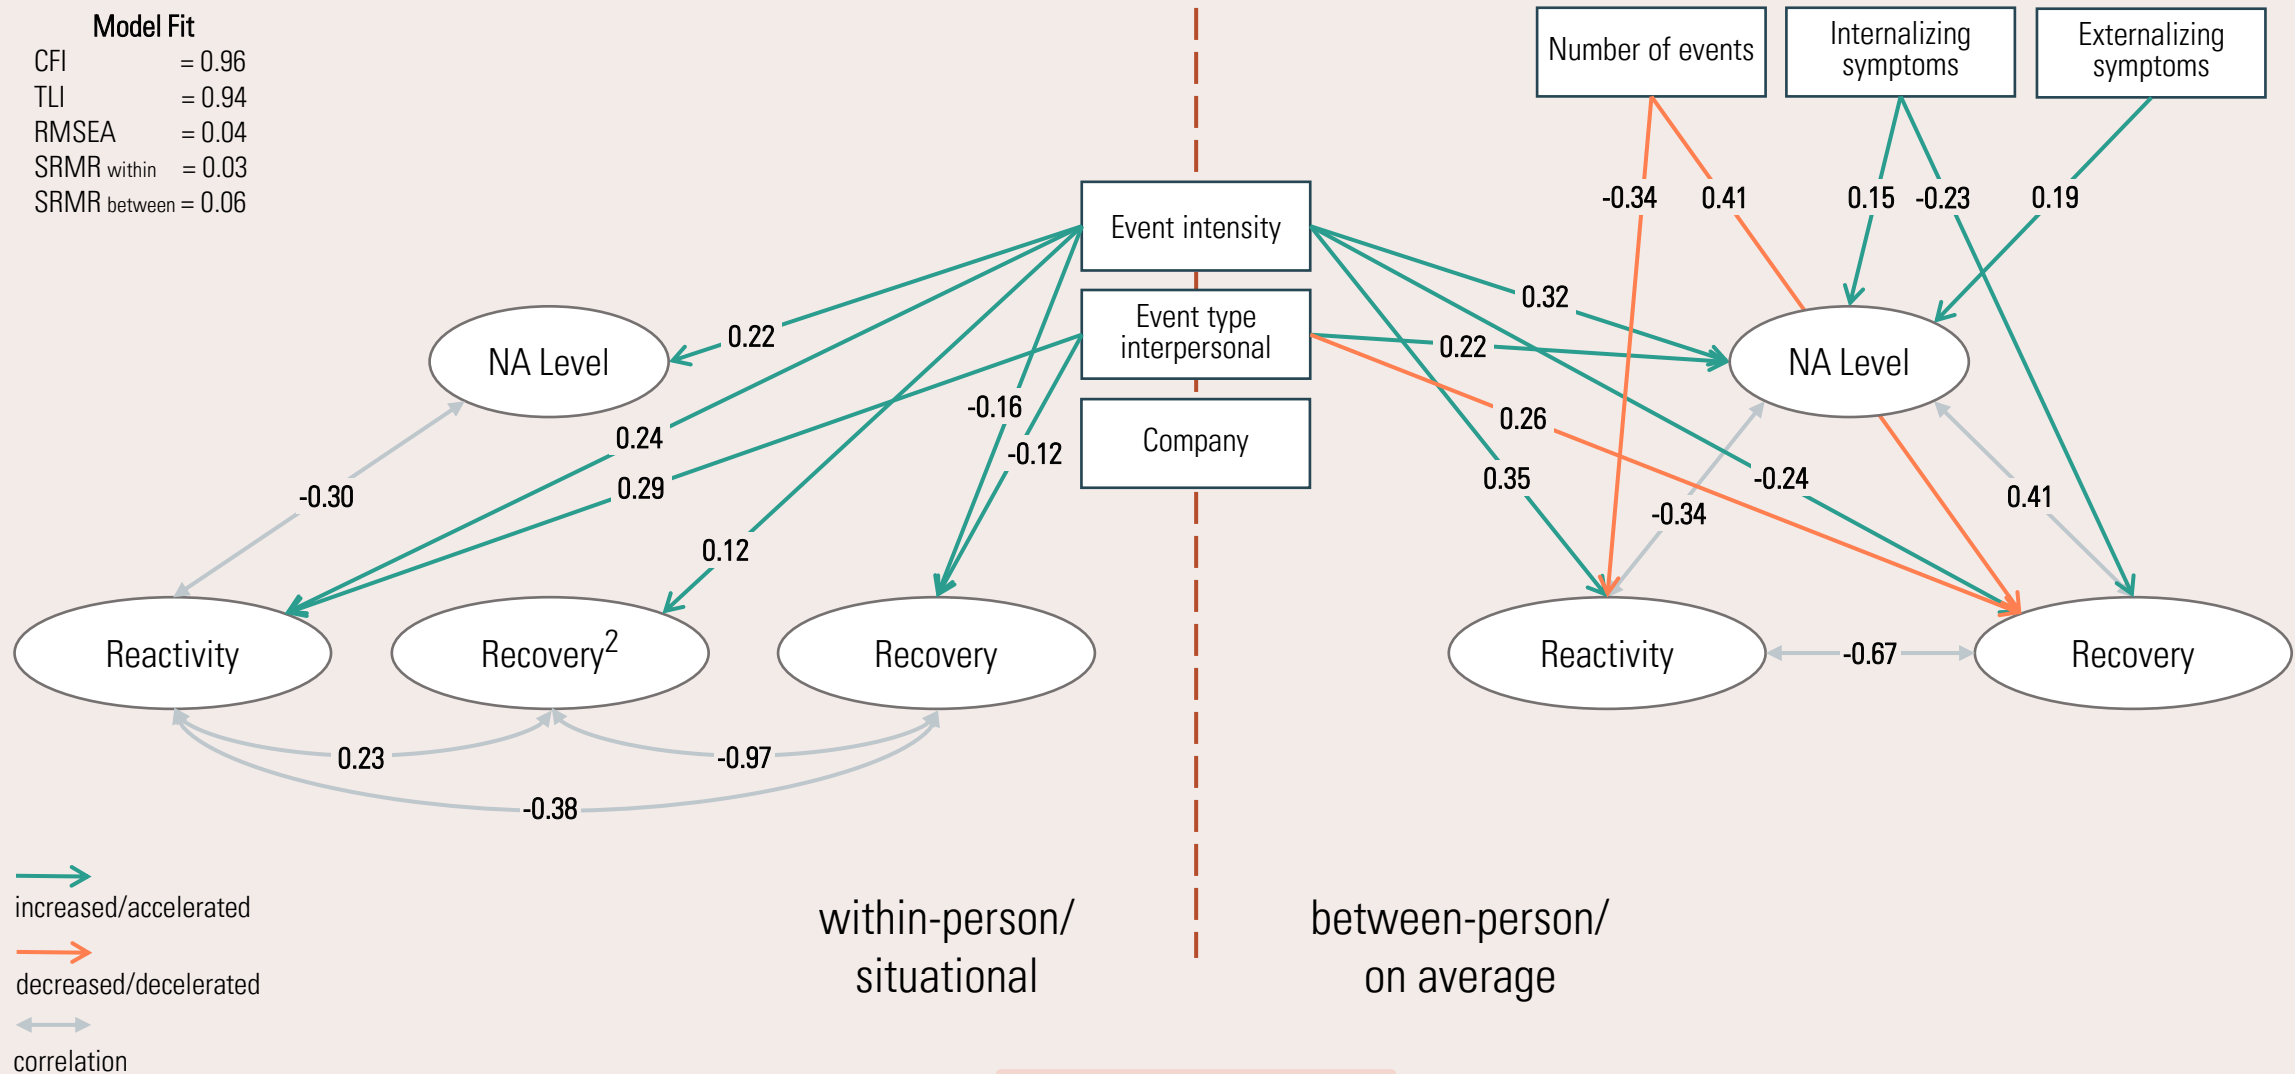 Model Fit
CFI = 0.96
TLI = 0.94
RMSEA = 0.04
SRMR within = 0.03
SRMR between = 0.06
Number of events
Internalizing
symptoms
Externalizing
symptoms
-0.34
0.41
0.15
-0.23
0.19
Event intensity
Event type
interpersonal
Company
0.22
0.24
0.29
-0.16
-0.12
0.12
-0.30
NA Level
Reactivity
Recovery2
Recovery
0.23
-0.97
-0.38
0.32
0.22
0.26
0.35
-0.24
-0.34
0.41
NA Level
Reactivity
-0.67
Recovery
increased/accelerated
decreased/decelerated
correlation
within-person/
situational
between-person/
on average